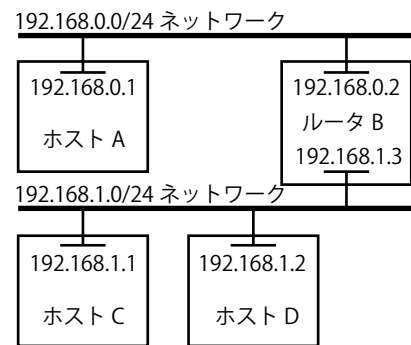 192.168.0.0/24 ネットワーク
192.168.0.1
ホスト A
192.168.0.2
ルータ B
192.168.1.3
192.168.1.0/24 ネットワーク
192.168.1.1
ホスト C
192.168.1.2
ホスト D